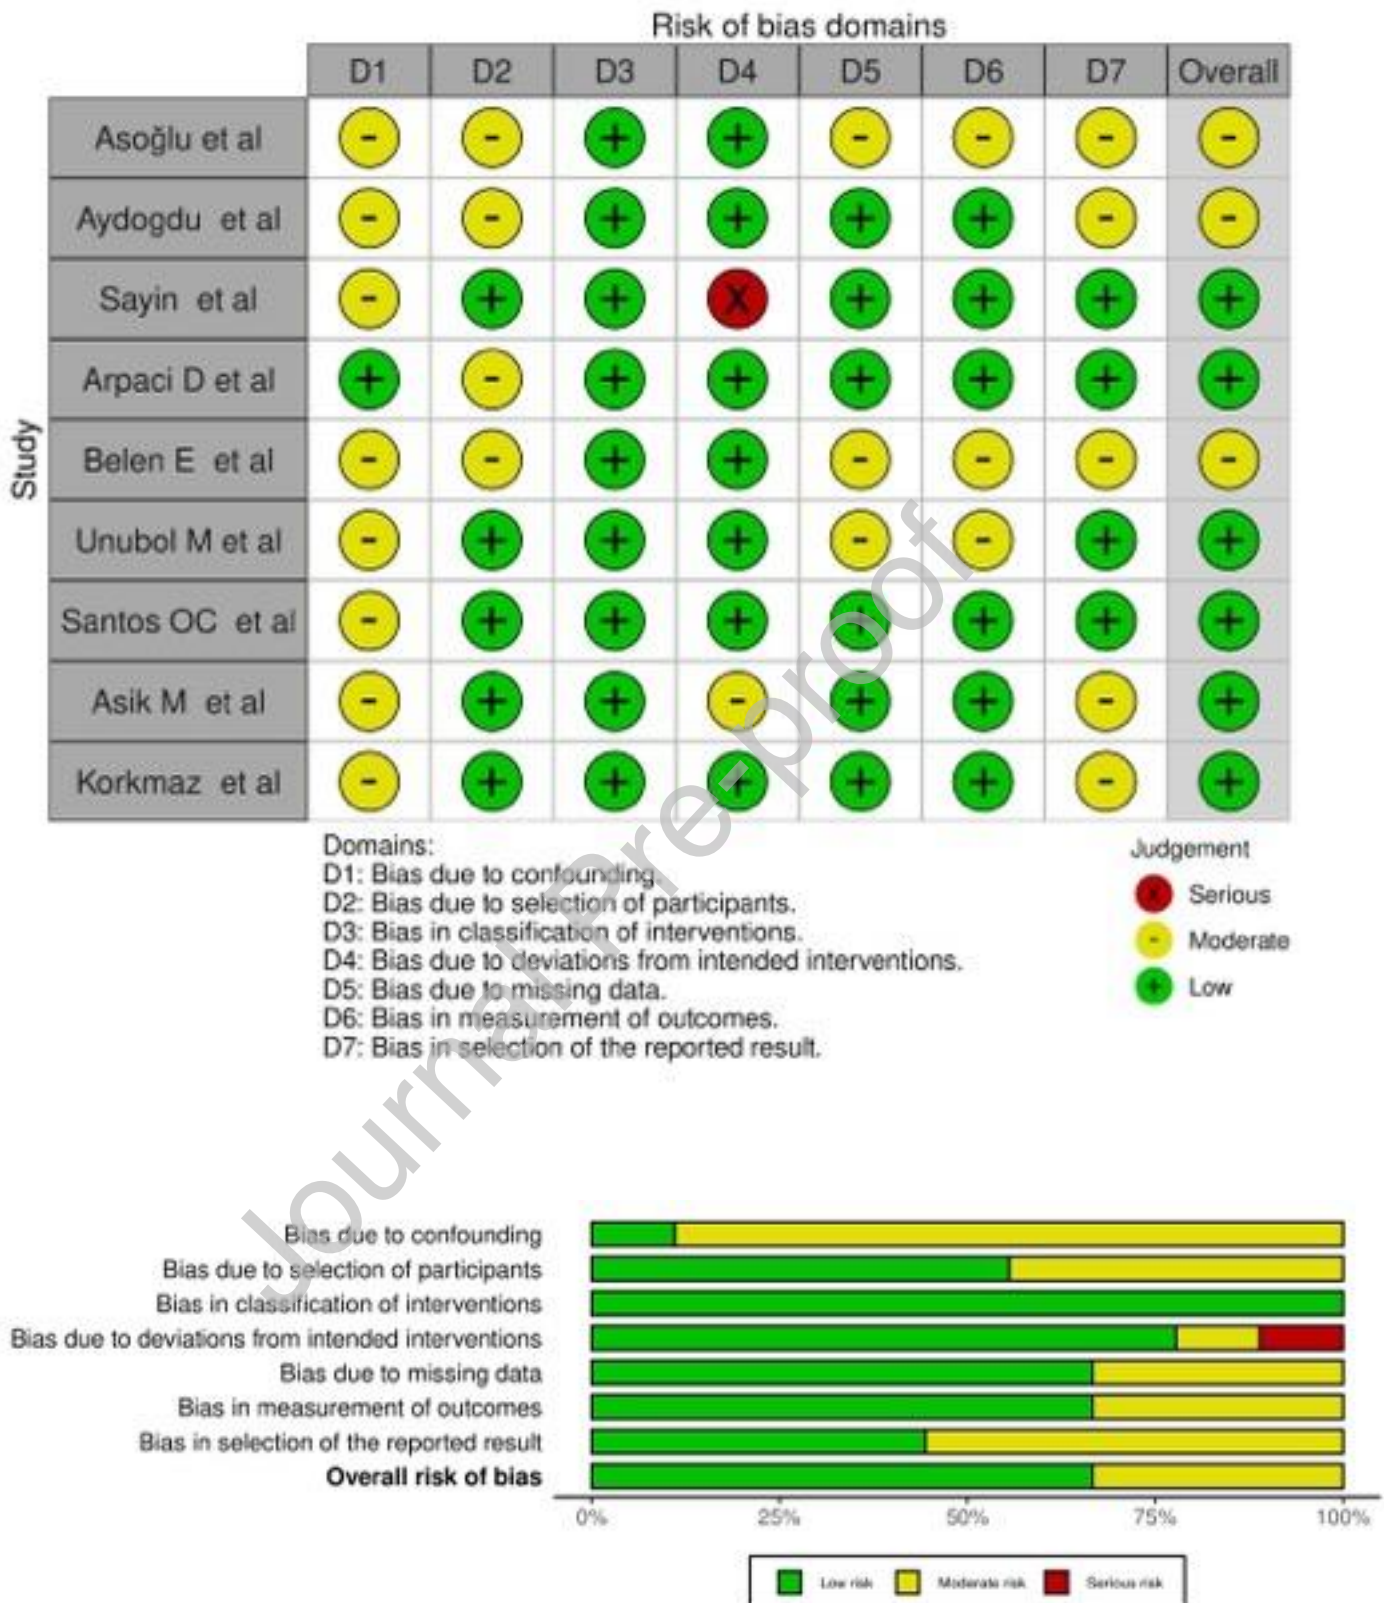 Risk of bias domains
D1 D2 D3 D4 D5 D6 D7 Overall
Study
Asoğlu et al - - + + - - - -
Aydogdu et al - - + + + + - -
Sayin et al - + + X + + + +
Arpaci D et al + - + + + + + +
Belen E et al - - + + - - - -
Unubol M et al - + + + - - + +
Santos OC et al - + + + + + + +
Asik M et al - + + - + + - +
Korkmaz et al - + + + + + - +
Domains:
D1: Bias due to confounding.
D2: Bias due to selection of participants.
D3: Bias in classification of interventions.
D4: Bias due to deviations from intended interventions.
D5: Bias due to missing data.
D6: Bias in measurement of outcomes.
D7: Bias in selection of the reported result.
Judgement
X Serious
- Moderate
+ Low
Journal Pre-proof
Bias due to confounding
Bias due to selection of participants
Bias in classification of interventions
Bias due to deviations from intended interventions
Bias due to missing data
Bias in measurement of outcomes
Bias in selection of the reported result
Overall risk of bias
0% 25% 50% 75% 100%
Low risk Moderate risk Serious risk